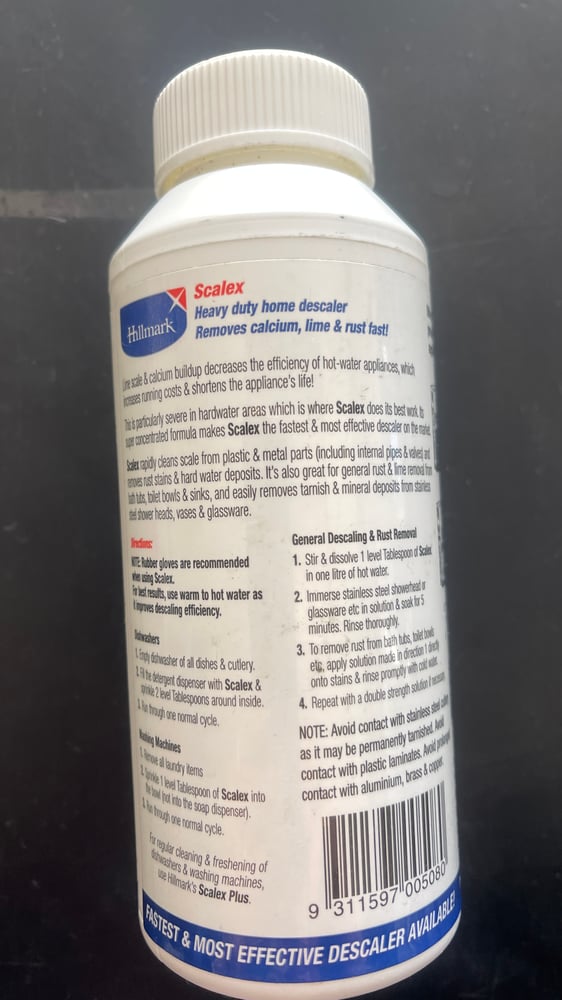 Hillmark
Scalex
Heavy duty home descaler
Removes calcium, lime & rust fast!
Lime scale & calcium buildup decreases the efficiency of hot-water appliances, which
increases running costs & shortens the appliance's life!
This is particularly severe in hardwater areas which is where Scalex does its best work. Its
super concentrated formula makes Scalex the fastest & most effective descaler on the market.
Scalex rapidly cleans scale from plastic & metal parts (including internal pipes & valves) and
removes rust stains & hard water deposits. It's also great for general rust & lime removal from
bath tubs, toilet bowls & sinks, and easily removes tarnish & mineral deposits from stainless
steel shower heads, vases & glassware.
Directions:
NOTE: Rubber gloves are recommended
when using Scalex.
For best results, use warm to hot water as
it improves descaling efficiency.
Dishwashers
1. Empty dishwasher of all dishes & cutlery.
2. Fill the detergent dispenser with Scalex &
sprinkle 2 level Tablespoons around inside.
3. Run through one normal cycle.
Washing Machines
1. Remove all laundry items
2. Sprinkle 1 level Tablespoon of Scalex into
the bowl (not into the soap dispenser).
3. Run through one normal cycle.
For regular cleaning & freshening of
dishwashers & washing machines,
use Hillmark's Scalex Plus.
General Descaling & Rust Removal
1. Stir & dissolve 1 level Tablespoon of Scalex
in one litre of hot water.
2. Immerse stainless steel showerhead or
glassware etc in solution & soak for 5
minutes. Rinse thoroughly.
3. To remove rust from bath tubs, toilet bowls
etc, apply solution made in direction 1 directly
onto stains & rinse promptly with cold water.
4. Repeat with a double strength solution if necessary.
NOTE: Avoid contact with stainless steel
as it may be permanently tarnished. Avoid
contact with plastic laminates. Avoid prolonged
contact with aluminium, brass & copper.
9 311597 005080
FASTEST & MOST EFFECTIVE DESCALER AVAILABLE!